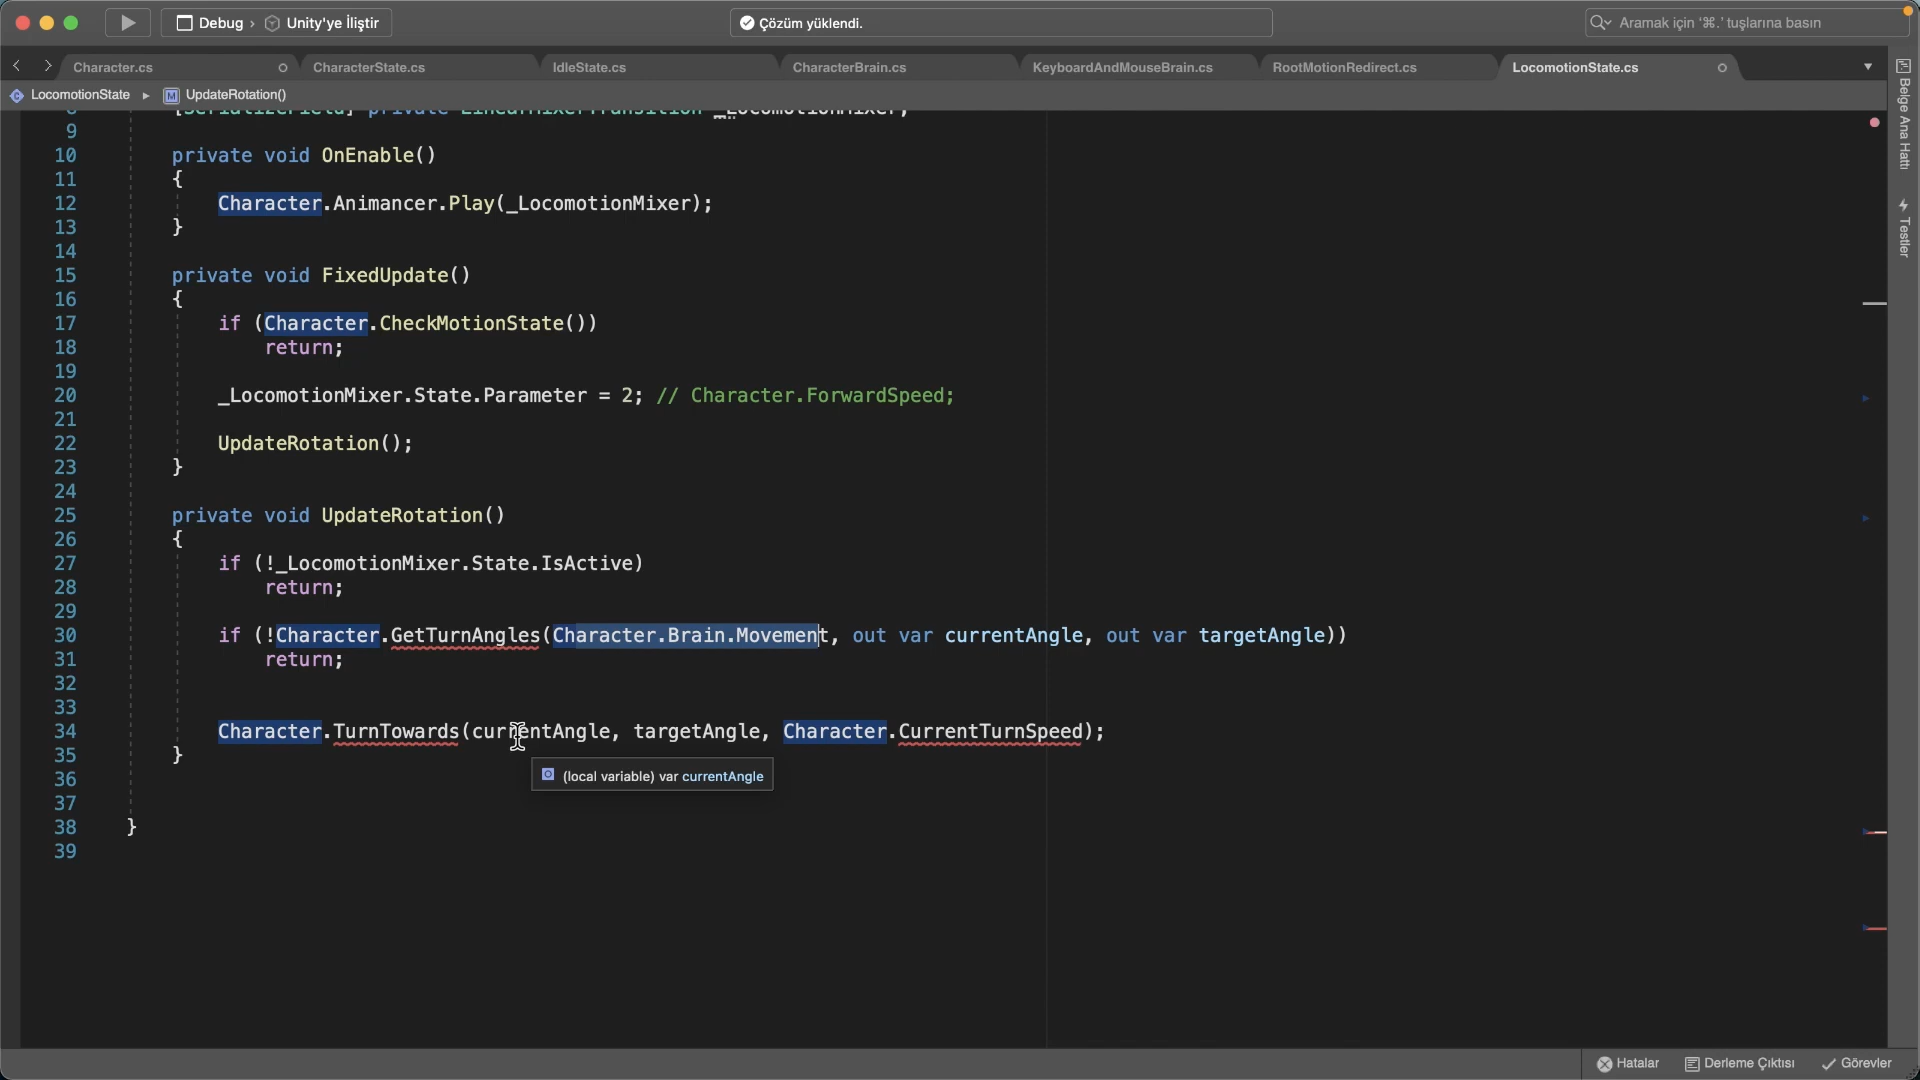 Debug › Unity'ye İliştir
Çözüm yüklendi.
Aramak için '⌘.' tuşlarına basın
Character.cs
CharacterState.cs
IdleState.cs
CharacterBrain.cs
KeyboardAndMouseBrain.cs
RootMotionRedirect.cs
LocomotionState.cs
LocomotionState ▸ UpdateRotation()
8 [SerializeField] private LinearMixerTransition _LocomotionMixer;
9
10 private void OnEnable()
11 {
12 Character.Animancer.Play(_LocomotionMixer);
13 }
14
15 private void FixedUpdate()
16 {
17 if (Character.CheckMotionState())
18 return;
19
20 _LocomotionMixer.State.Parameter = 2; // Character.ForwardSpeed;
21
22 UpdateRotation();
23 }
24
25 private void UpdateRotation()
26 {
27 if (!_LocomotionMixer.State.IsActive)
28 return;
29
30 if (!Character.GetTurnAngles(Character.Brain.Movement, out var currentAngle, out var targetAngle))
31 return;
32
33
34 Character.TurnTowards(currentAngle, targetAngle, Character.CurrentTurnSpeed);
35 }
(local variable) var currentAngle
36
37
38 }
39
Belge Ana Hattı
Testler
Hatalar
Derleme Çıktısı
Görevler